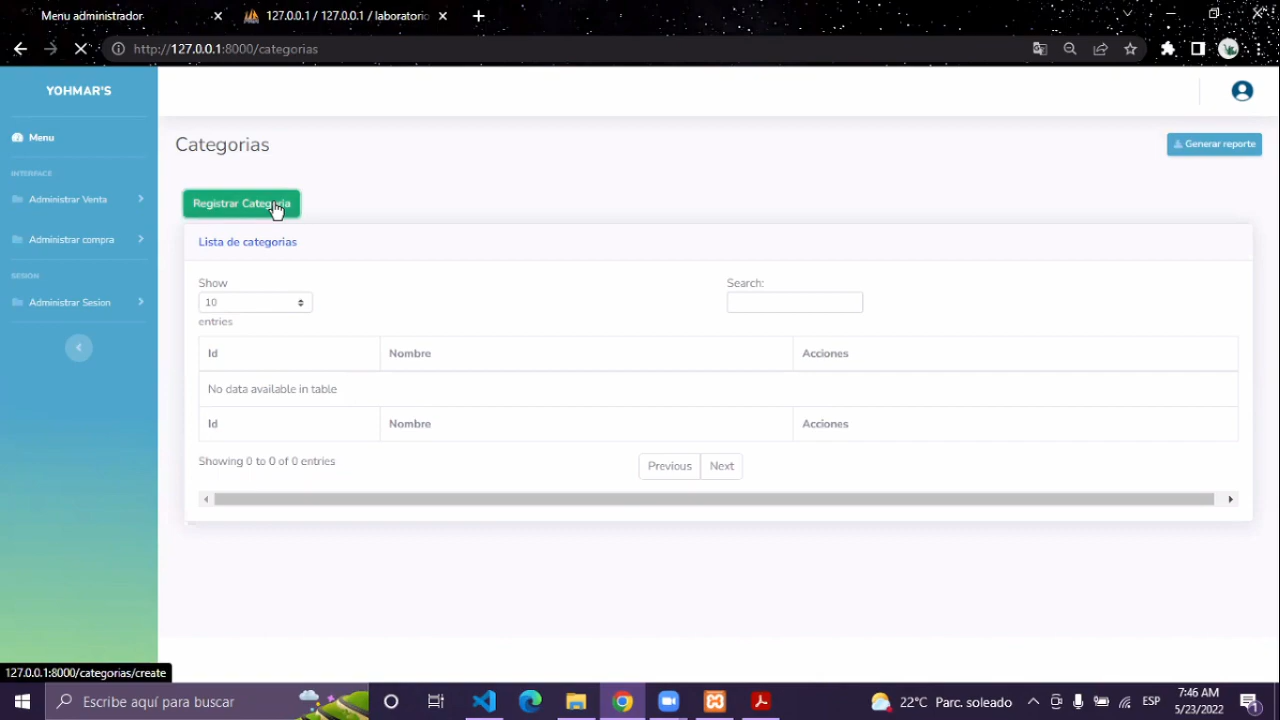 Menu administrador
127.0.0.1 / 127.0.0.1 / laboratorio
http://127.0.0.1:8000/categorias
YOHMAR'S
Menu
INTERFACE
Administrar Venta
Administrar compra
SESION
Administrar Sesion
Categorias
Generar reporte
Registrar Categoria
Lista de categorias
Show
10
entries
Search:
Id Nombre Acciones
No data available in table
Id Nombre Acciones
Showing 0 to 0 of 0 entries
Previous Next
127.0.0.1:8000/categorias/create
Escribe aquí para buscar
22°C Parc. soleado
ESP
7:46 AM
5/23/2022
1